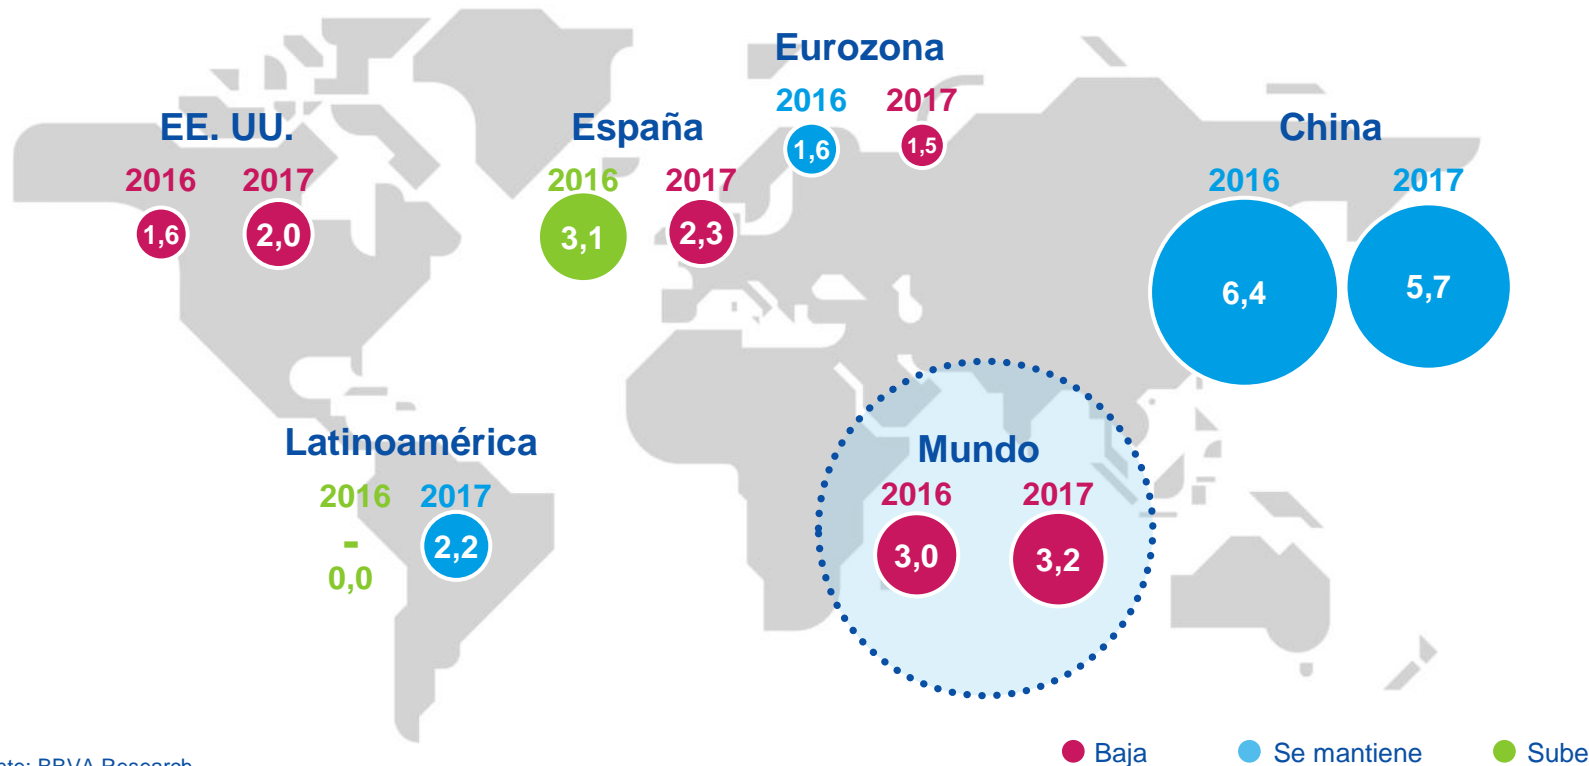 Eurozona
2016 2017
1,6 1,5
EE. UU.
2016 2017
1,6 2,0
España
2016 2017
3,1 2,3
China
2016 2017
6,4 5,7
Latinoamérica
2016 2017
-
0,0
2,2
Mundo
2016 2017
3,0 3,2
BBVA Research
Baja Se mantiene Sube